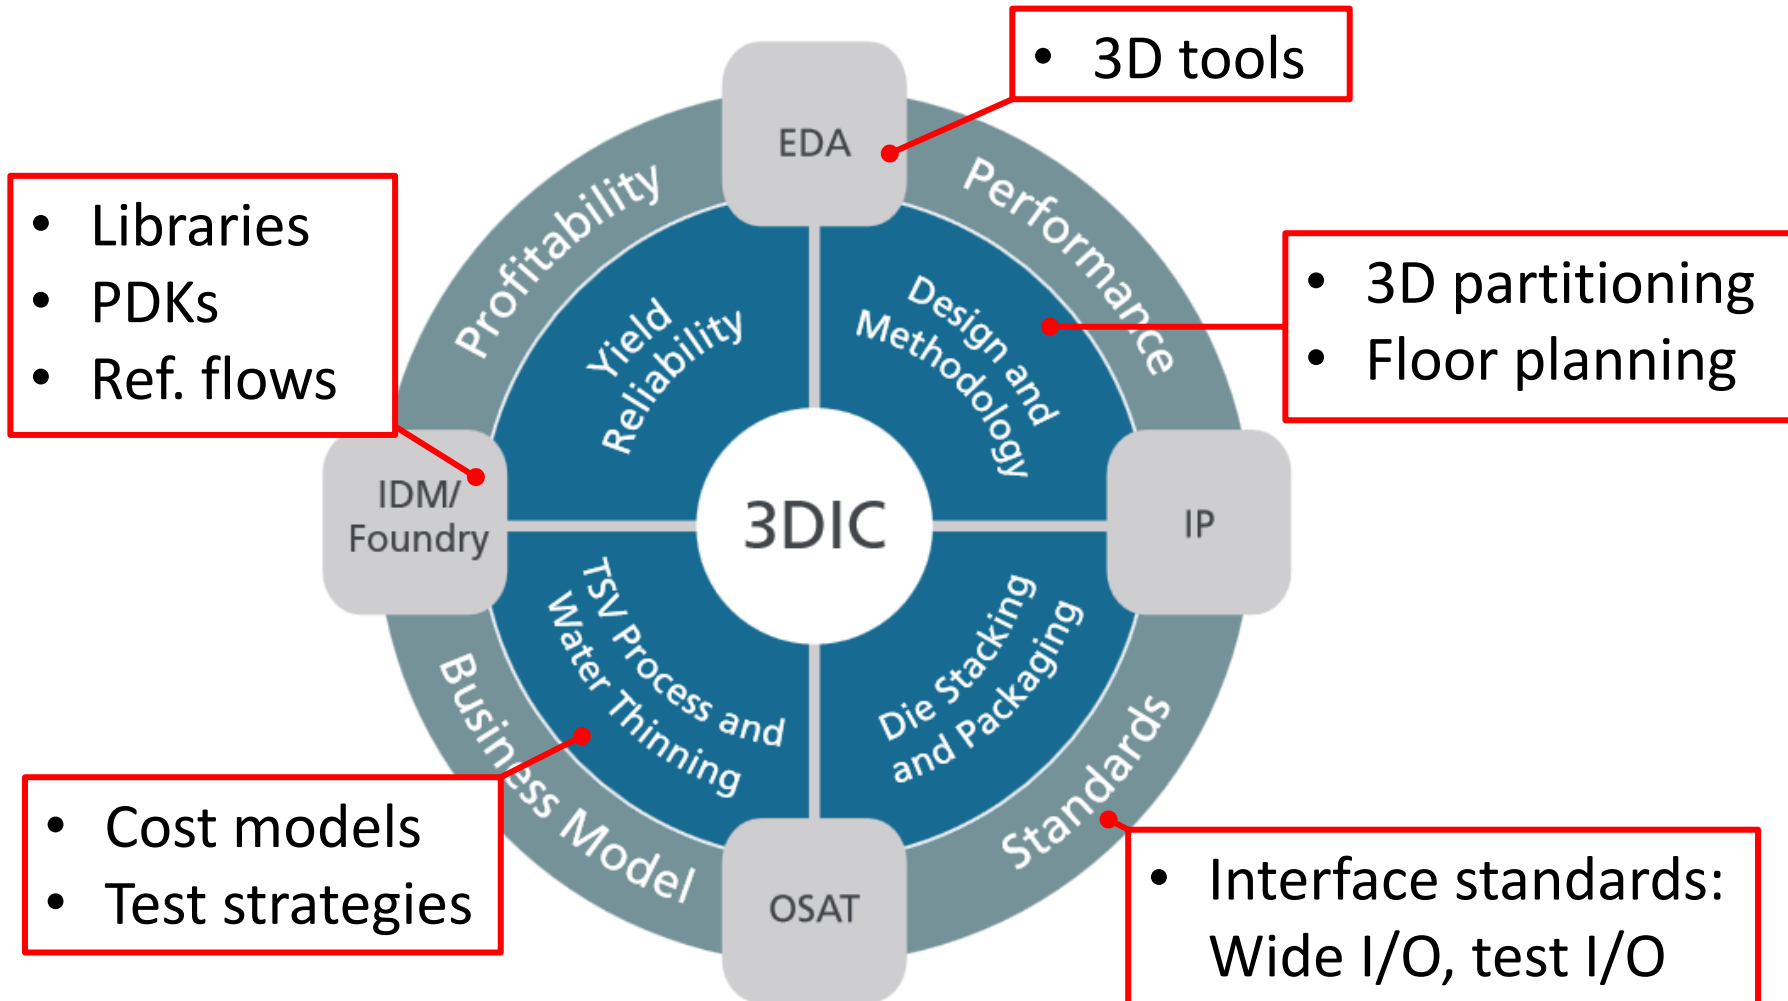 • 3D tools
EDA
• Libraries
• PDKs
• Ref. flows
Profitability
Performance
• 3D partitioning
• Floor planning
Yield
Reliability
Design and
Methodology
IDM/
Foundry
3DIC
IP
TSV Process and
Water Thinning
Die Stacking
and Packaging
Business Model
Standards
• Cost models
• Test strategies
OSAT
• Interface standards:
Wide I/O, test I/O